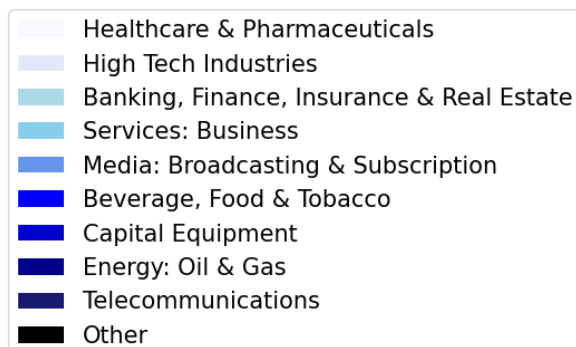 Healthcare & Pharmaceuticals
High Tech Industries
Banking, Finance, Insurance & Real Estate
Services: Business
Media: Broadcasting & Subscription
Beverage, Food & Tobacco
Capital Equipment
Energy: Oil & Gas
Telecommunications
Other